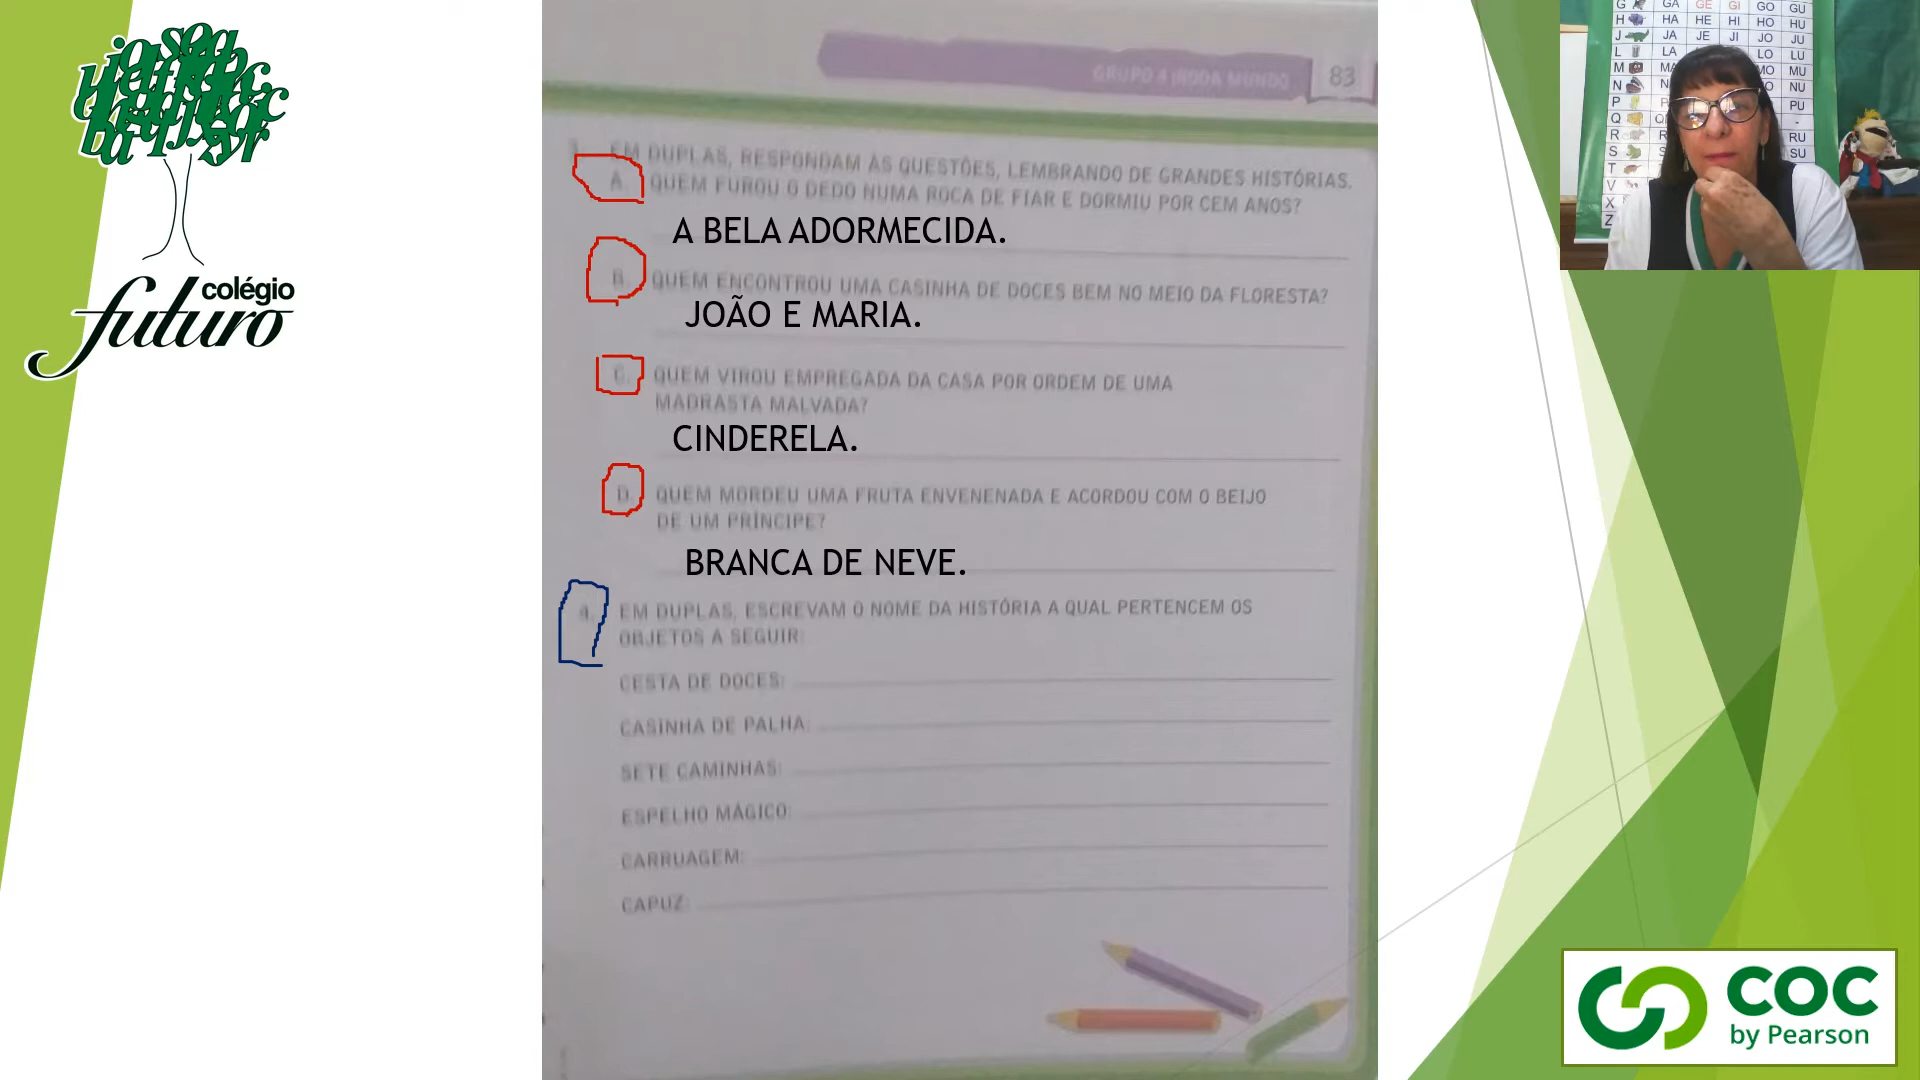 colégio
futuro
GRUPO 4 | RODA MUNDO 83
EM DUPLAS, RESPONDAM ÀS QUESTÕES, LEMBRANDO DE GRANDES HISTÓRIAS.
A. QUEM FUROU O DEDO NUMA ROCA DE FIAR E DORMIU POR CEM ANOS?
A BELA ADORMECIDA.
B. QUEM ENCONTROU UMA CASINHA DE DOCES BEM NO MEIO DA FLORESTA?
JOÃO E MARIA.
C. QUEM VIROU EMPREGADA DA CASA POR ORDEM DE UMA
MADRASTA MALVADA?
CINDERELA.
D. QUEM MORDEU UMA FRUTA ENVENENADA E ACORDOU COM O BEIJO
DE UM PRÍNCIPE?
BRANCA DE NEVE.
EM DUPLAS, ESCREVAM O NOME DA HISTÓRIA A QUAL PERTENCEM OS
OBJETOS A SEGUIR:
CESTA DE DOCES:
CASINHA DE PALHA:
SETE CAMINHAS:
ESPELHO MÁGICO:
CARRUAGEM:
CAPUZ:
G GA GE GI GO GU
H HA HE HI HO HU
J JA JE JI JO JU
L LA LO LU
M MA MO MU
N NU
P PU
Q -
R RU
S SU
T
V
X
Z
COC
by Pearson